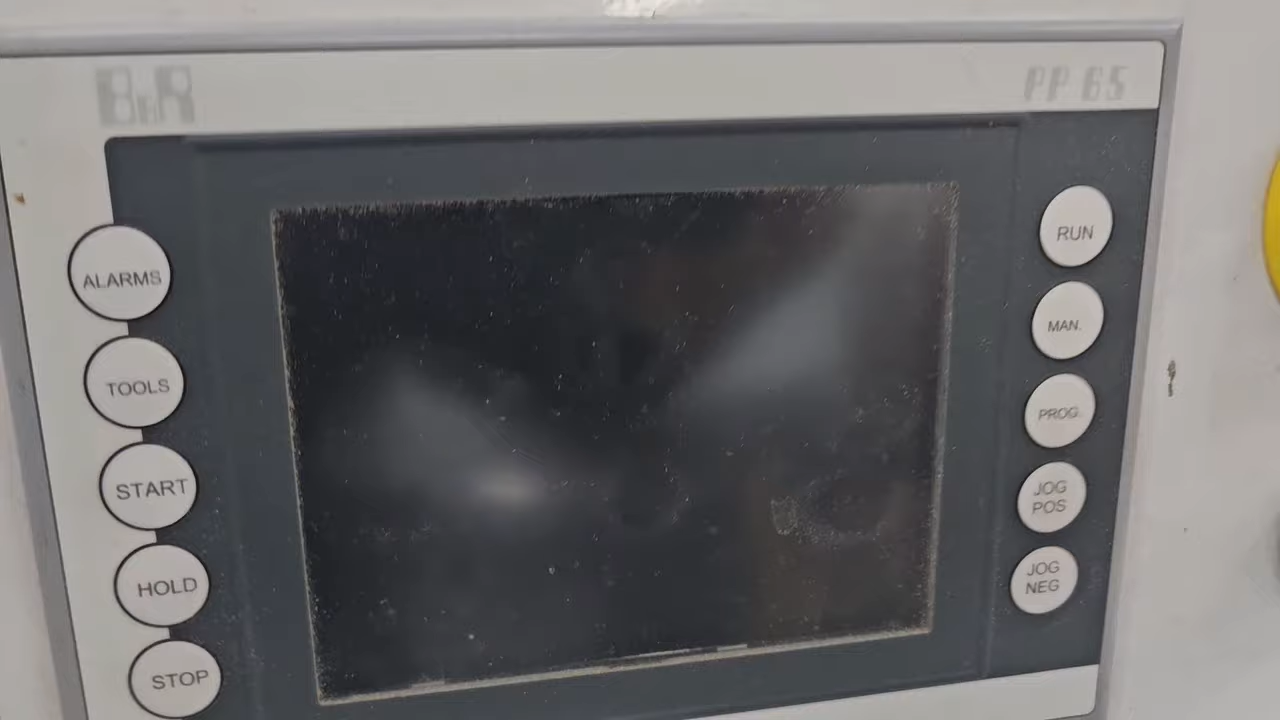 B&R
PP 65
ALARMS
TOOLS
START
HOLD
STOP
RUN
MAN.
PROG.
JOG
POS
JOG
NEG